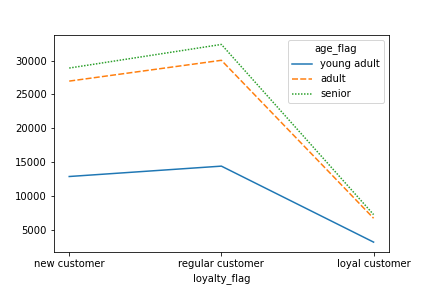 age_flag
young adult
adult
senior
30000
25000
20000
15000
10000
5000
new customer regular customer loyal customer
loyalty_flag